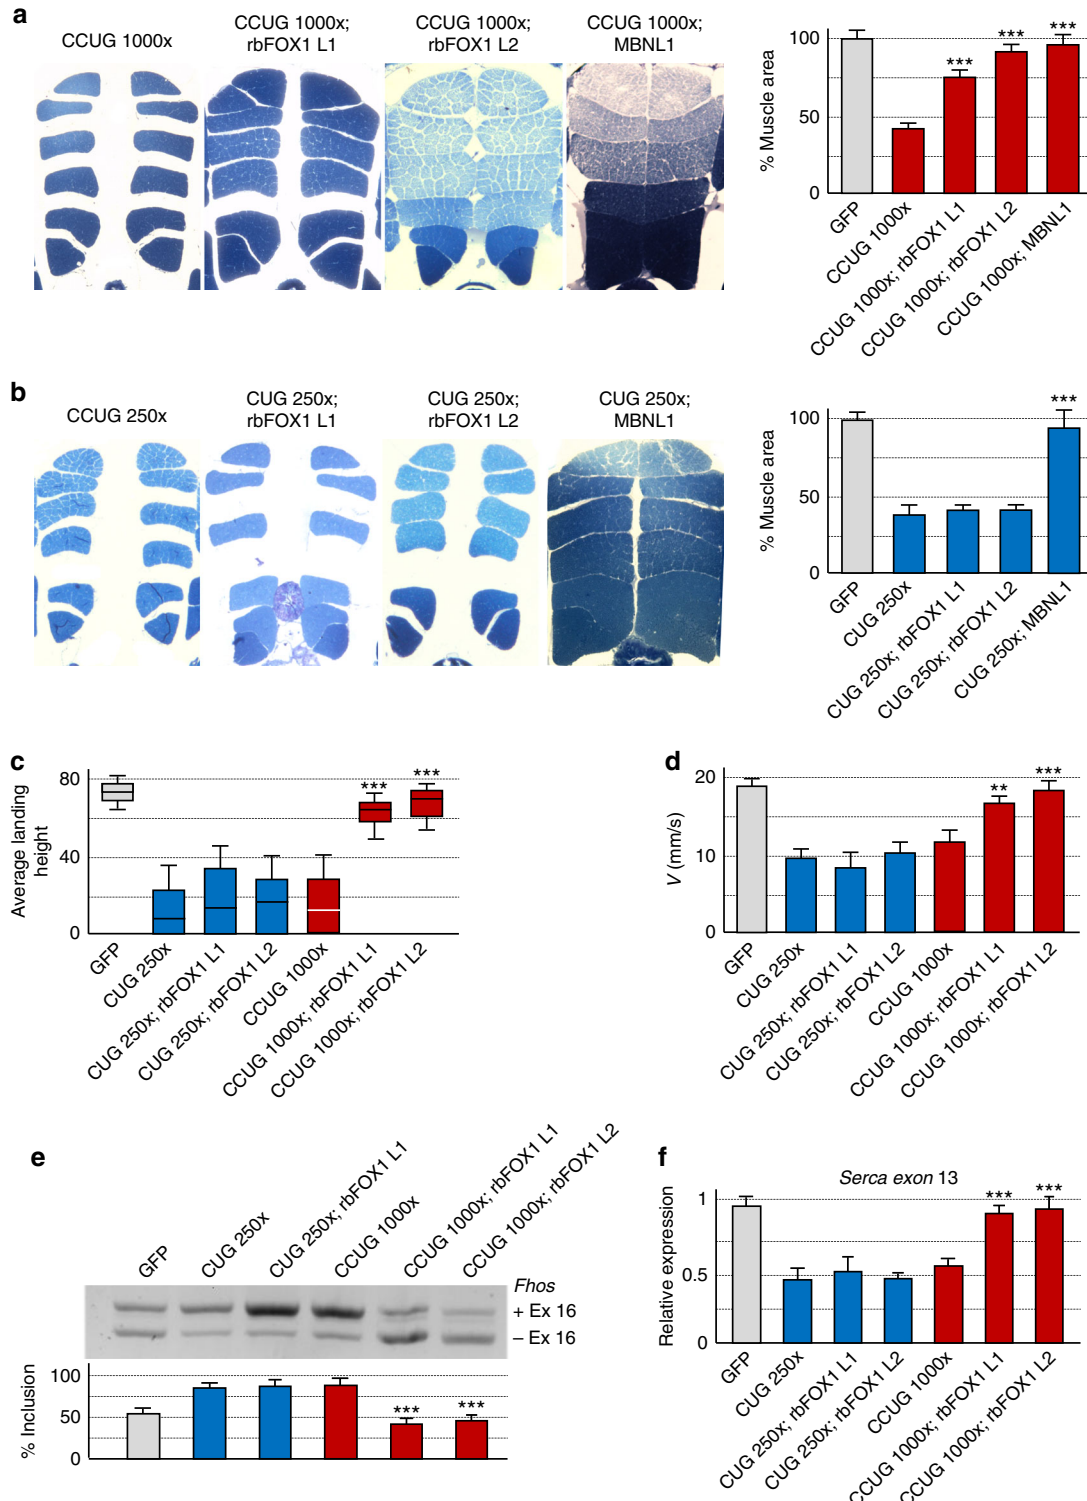 a
CCUG 1000x
CCUG 1000x;
rbFOX1 L1
CCUG 1000x;
rbFOX1 L2
CCUG 1000x;
MBNL1
% Muscle area
100
50
0
***
***
***
GFP
CCUG 1000x
CCUG 1000x; rbFOX1 L1
CCUG 1000x; rbFOX1 L2
CCUG 1000x; MBNL1
b
CCUG 250x
CUG 250x;
rbFOX1 L1
CUG 250x;
rbFOX1 L2
CUG 250x;
MBNL1
% Muscle area
100
50
0
***
GFP
CUG 250x
CUG 250x; rbFOX1 L1
CUG 250x; rbFOX1 L2
CUG 250x; MBNL1
c
Average landing
height
80
40
0
***
***
GFP
CUG 250x
CUG 250x; rbFOX1 L1
CUG 250x; rbFOX1 L2
CCUG 1000x
CCUG 1000x; rbFOX1 L1
CCUG 1000x; rbFOX1 L2
d
V (mm/s)
20
10
0
**
***
GFP
CUG 250x
CUG 250x; rbFOX1 L1
CUG 250x; rbFOX1 L2
CCUG 1000x
CCUG 1000x; rbFOX1 L1
CCUG 1000x; rbFOX1 L2
e
GFP
CUG 250x
CUG 250x; rbFOX1 L1
CCUG 1000x
CCUG 1000x; rbFOX1 L1
CCUG 1000x; rbFOX1 L2
Fhos
+ Ex 16
– Ex 16
% Inclusion
100
50
0
***
***
f
Serca exon 13
Relative expression
1
0.5
0
***
***
GFP
CUG 250x
CUG 250x; rbFOX1 L1
CUG 250x; rbFOX1 L2
CCUG 1000x
CCUG 1000x; rbFOX1 L1
CCUG 1000x; rbFOX1 L2